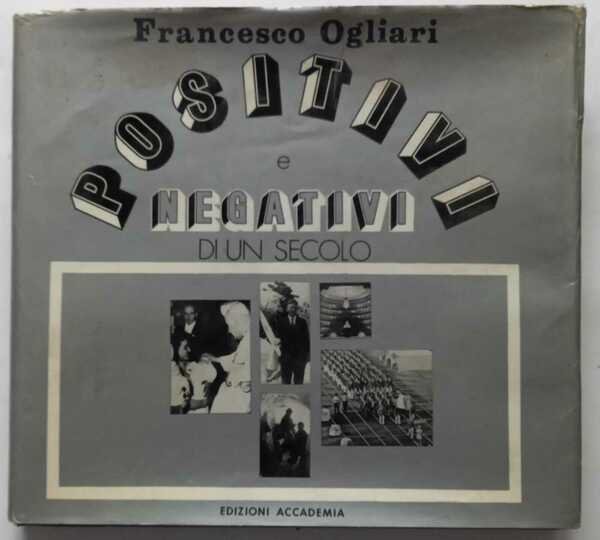 Francesco Ogliari
POSITIVI
e
NEGATIVI
DI UN SECOLO
EDIZIONI ACCADEMIA